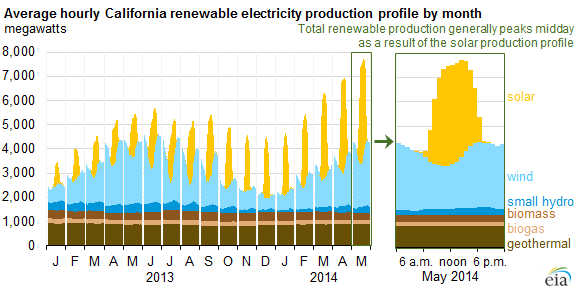 Average hourly California renewable electricity production profile by month
megawatts
Total renewable production generally peaks midday
as a result of the solar production profile
8,000
7,000
6,000
5,000
4,000
3,000
2,000
1,000
0
solar
wind
small hydro
biomass
biogas
geothermal
J F M A M J J A S O N D J F M A M
2013 2014
6 a.m. noon 6 p.m.
May 2014
eia